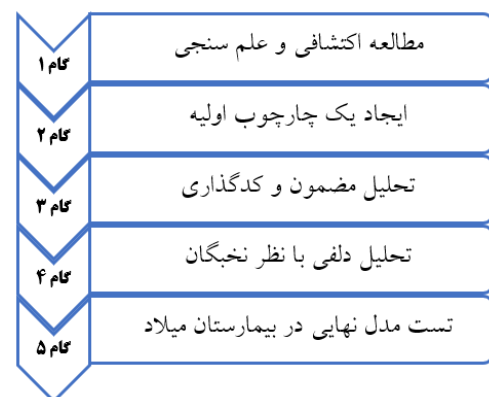 گام ۱
مطالعه اکتشافی و علم سنجی
گام ۲
ایجاد یک چارچوب اولیه
گام ۳
تحلیل مضمون و کدگذاری
گام ۴
تحلیل دلفی با نظر نخبگان
گام ۵
تست مدل نهایی در بیمارستان میلاد